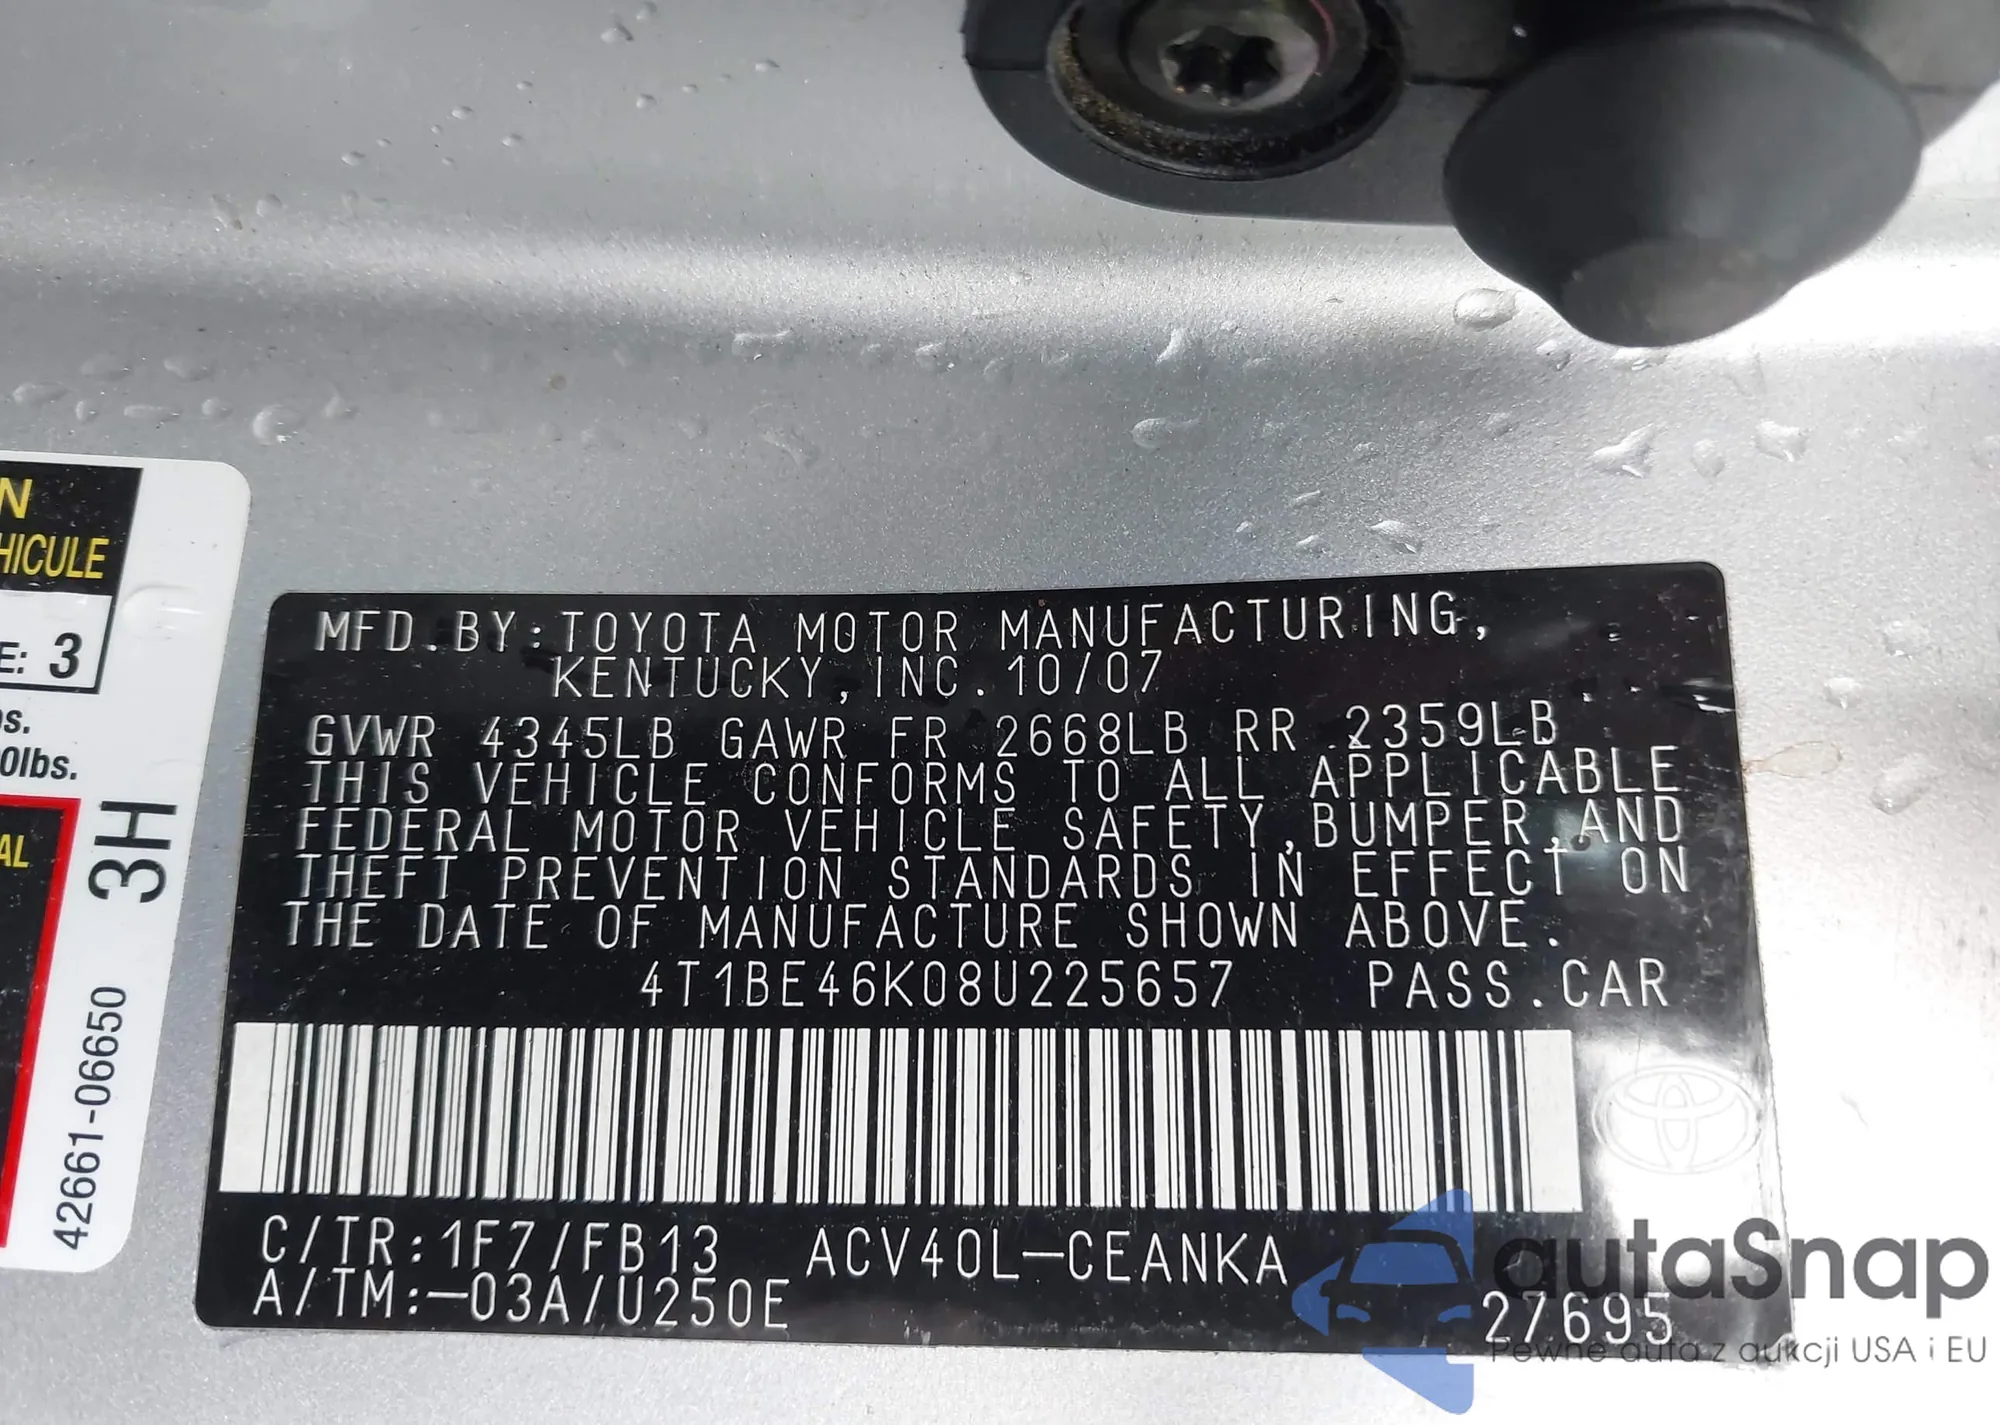 N
HICULE
E: 3
s.
0lbs.
AL
3H
42661-06650
MFD.BY:TOYOTA MOTOR MANUFACTURING,
KENTUCKY,INC.10/07
GVWR 4345LB GAWR FR 2668LB RR 2359LB
THIS VEHICLE CONFORMS TO ALL APPLICABLE
FEDERAL MOTOR VEHICLE SAFETY,BUMPER,AND
THEFT PREVENTION STANDARDS IN EFFECT ON
THE DATE OF MANUFACTURE SHOWN ABOVE.
4T1BE46K08U225657 PASS.CAR
C/TR:1F7/FB13 ACV40L-CEANKA
A/TM:-03A/U250E 27695
autaSnap
Pewne auta z aukcji USA i EU